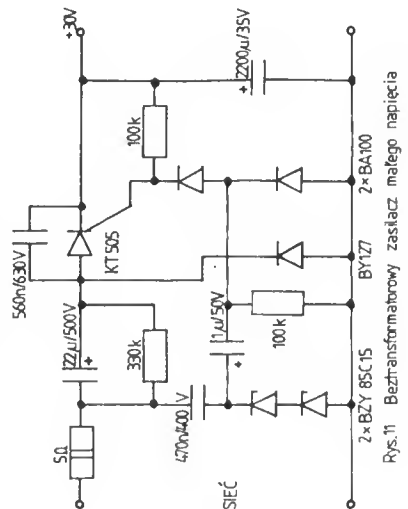 +30V
2200µ/35V
100k
560n/630V
KT505
22µ/500V
330k
5Ω
470n/400V
1µ/50V
100k
SIEĆ
2×BZY 85C15
BY127
2×BA100
Rys.11 Beztransformatorowy zasilacz małego napięcia